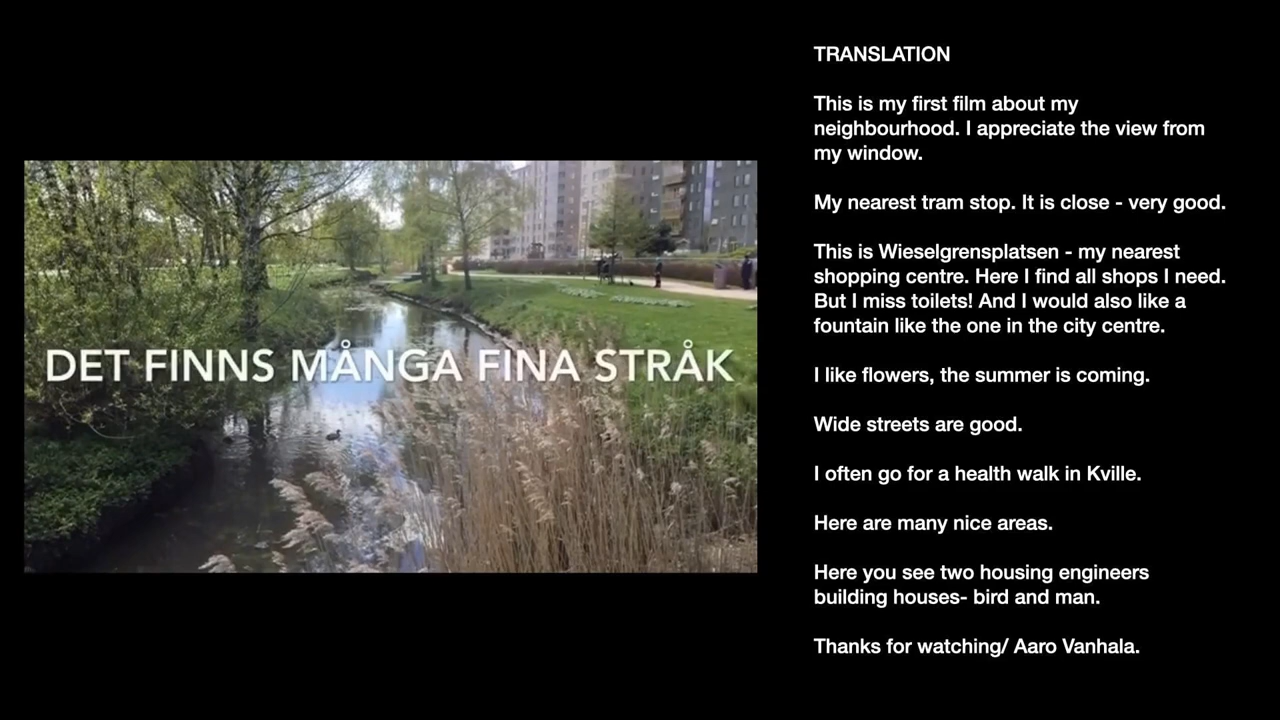 DET FINNS MÅNGA FINA STRÅK
TRANSLATION
This is my first film about my
neighbourhood. I appreciate the view from
my window.
My nearest tram stop. It is close - very good.
This is Wieselgrensplatsen - my nearest
shopping centre. Here I find all shops I need.
But I miss toilets! And I would also like a
fountain like the one in the city centre.
I like flowers, the summer is coming.
Wide streets are good.
I often go for a health walk in Kville.
Here are many nice areas.
Here you see two housing engineers
building houses- bird and man.
Thanks for watching/ Aaro Vanhala.